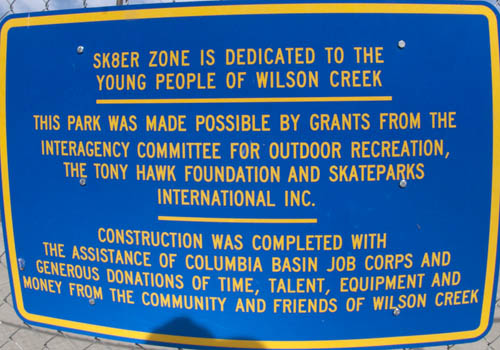 SK8ER ZONE IS DEDICATED TO THE
YOUNG PEOPLE OF WILSON CREEK
THIS PARK WAS MADE POSSIBLE BY GRANTS FROM THE
INTERAGENCY COMMITTEE FOR OUTDOOR RECREATION,
THE TONY HAWK FOUNDATION AND SKATEPARKS
INTERNATIONAL INC.
CONSTRUCTION WAS COMPLETED WITH
THE ASSISTANCE OF COLUMBIA BASIN JOB CORPS AND
GENEROUS DONATIONS OF TIME, TALENT, EQUIPMENT AND
MONEY FROM THE COMMUNITY AND FRIENDS OF WILSON CREEK